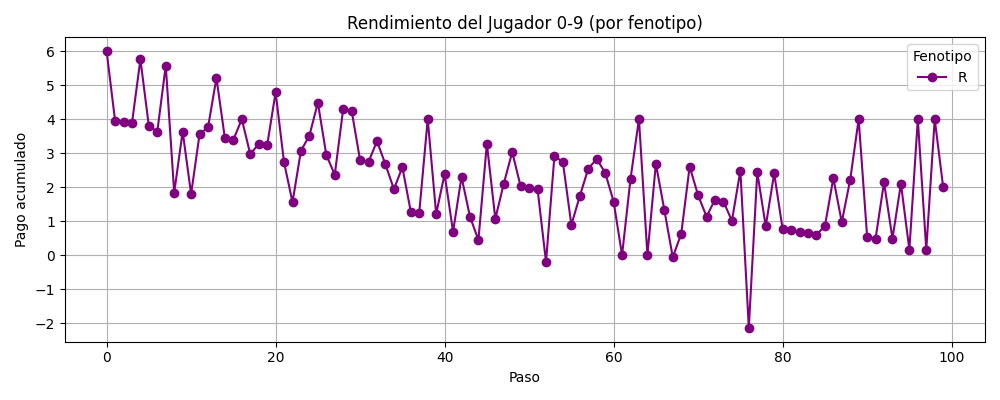 Rendimiento del Jugador 0-9 (por fenotipo)
Fenotipo
R
Pago acumulado
6
5
4
3
2
1
0
−1
−2
0 20 40 60 80 100
Paso